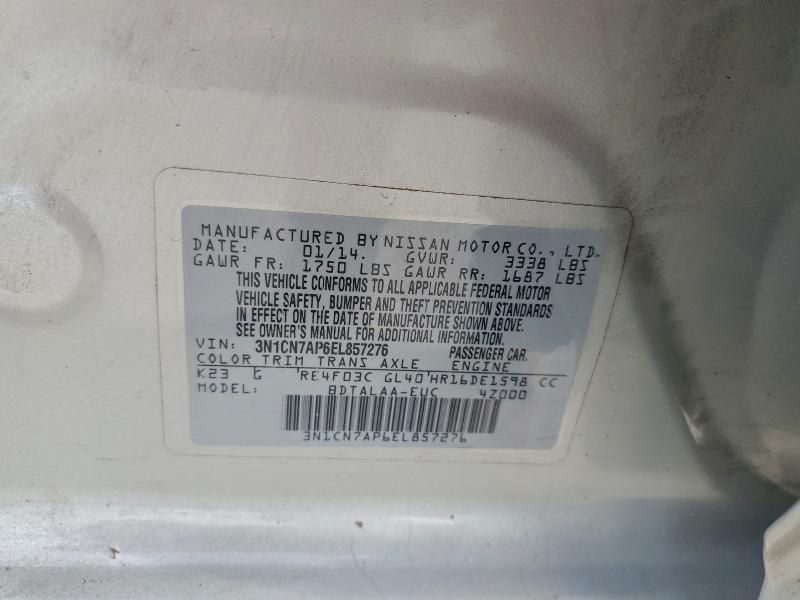 MANUFACTURED BY NISSAN MOTOR CO., LTD.
DATE: 01/14. GVWR: 3338 LBS
GAWR FR: 1750 LBS GAWR RR: 1687 LBS
THIS VEHICLE CONFORMS TO ALL APPLICABLE FEDERAL MOTOR
VEHICLE SAFETY, BUMPER AND THEFT PREVENTION STANDARDS
IN EFFECT ON THE DATE OF MANUFACTURE SHOWN ABOVE.
SEE OWNER'S MANUAL FOR ADDITIONAL INFORMATION.
VIN: 3N1CN7AP6EL857276 PASSENGER CAR.
COLOR TRIM TRANS AXLE ENGINE
K23 G 'RE4F03C GL40'HR16DE1598 CC
MODEL: BDTALAA-EUC 4Z000
3N1CN7AP6EL857276